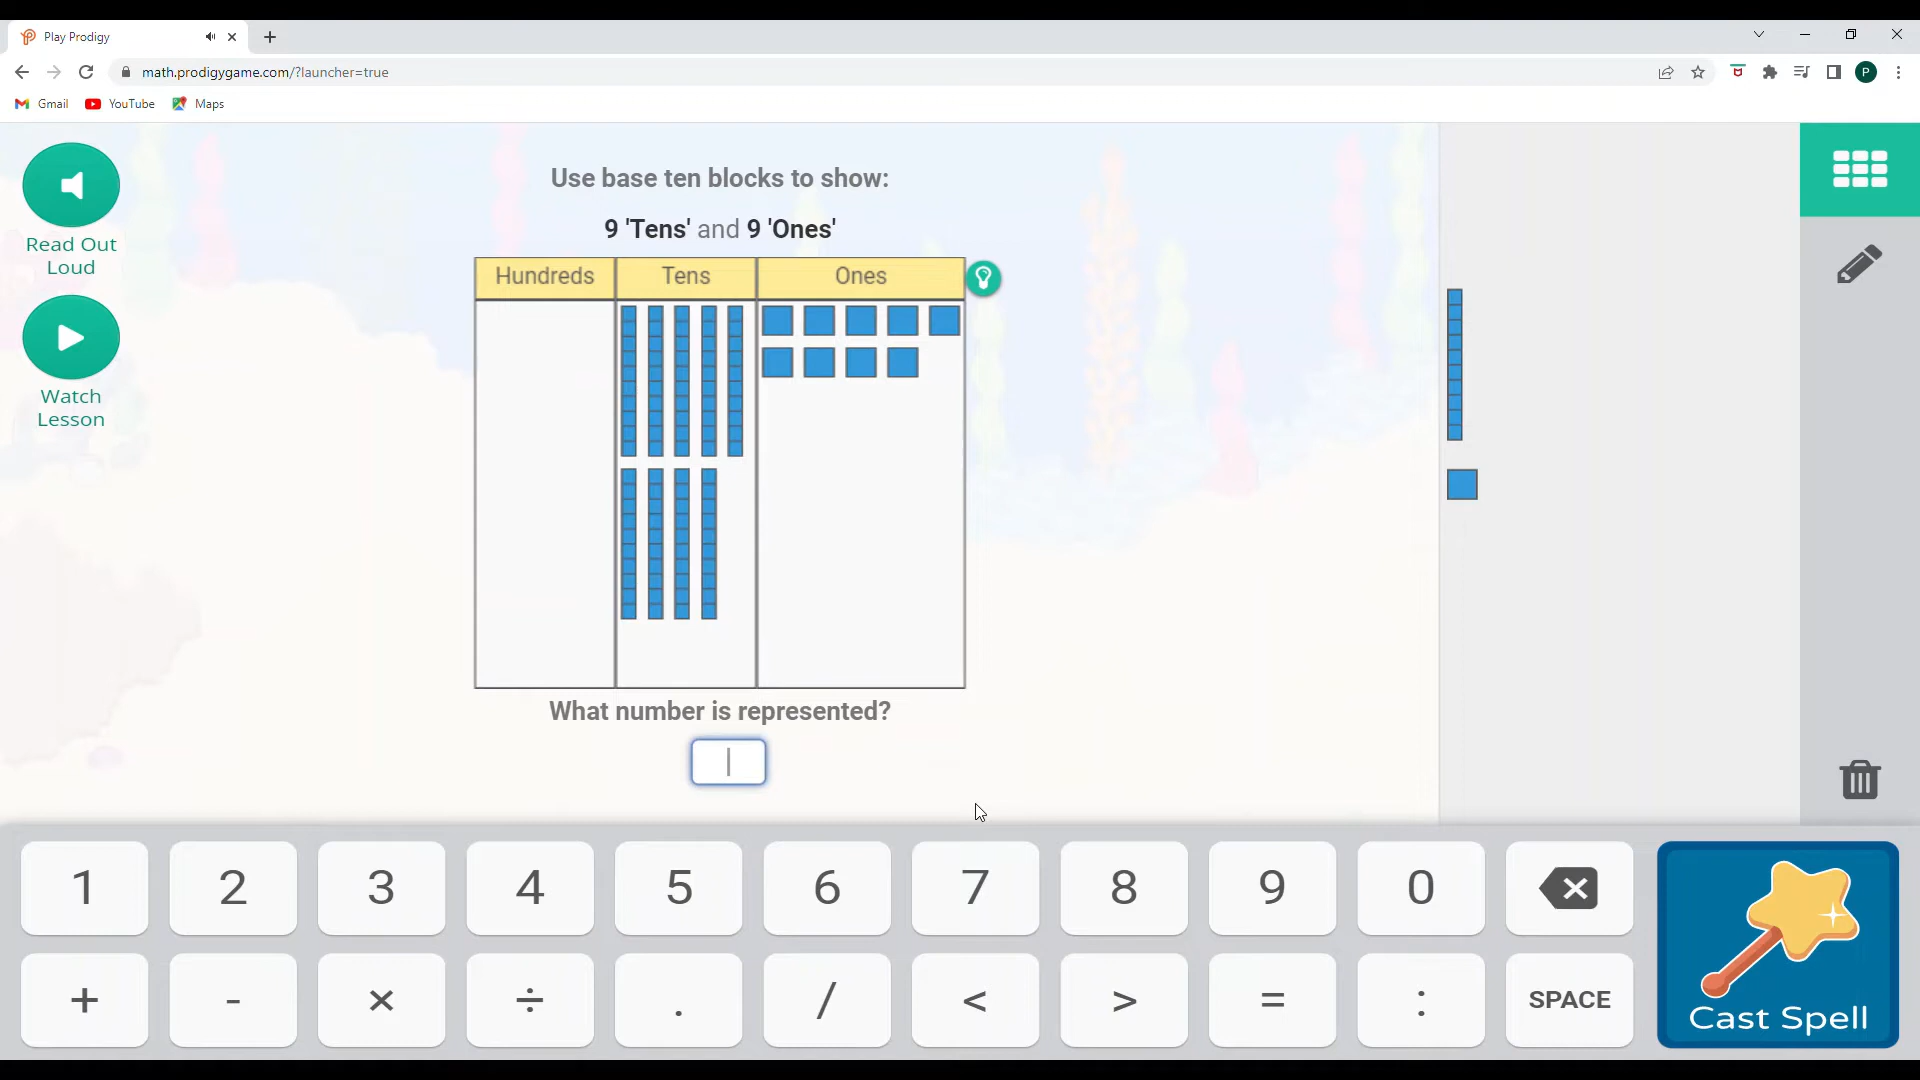 Play Prodigy
math.prodigygame.com/?launcher=true
P
Gmail
YouTube
Maps
Read Out
Loud
Watch
Lesson
Use base ten blocks to show:
9 'Tens' and 9 'Ones'
Hundreds
Tens
Ones
What number is represented?
1
2
3
4
5
6
7
8
9
0
+
-
×
÷
.
/
<
>
=
:
SPACE
Cast Spell